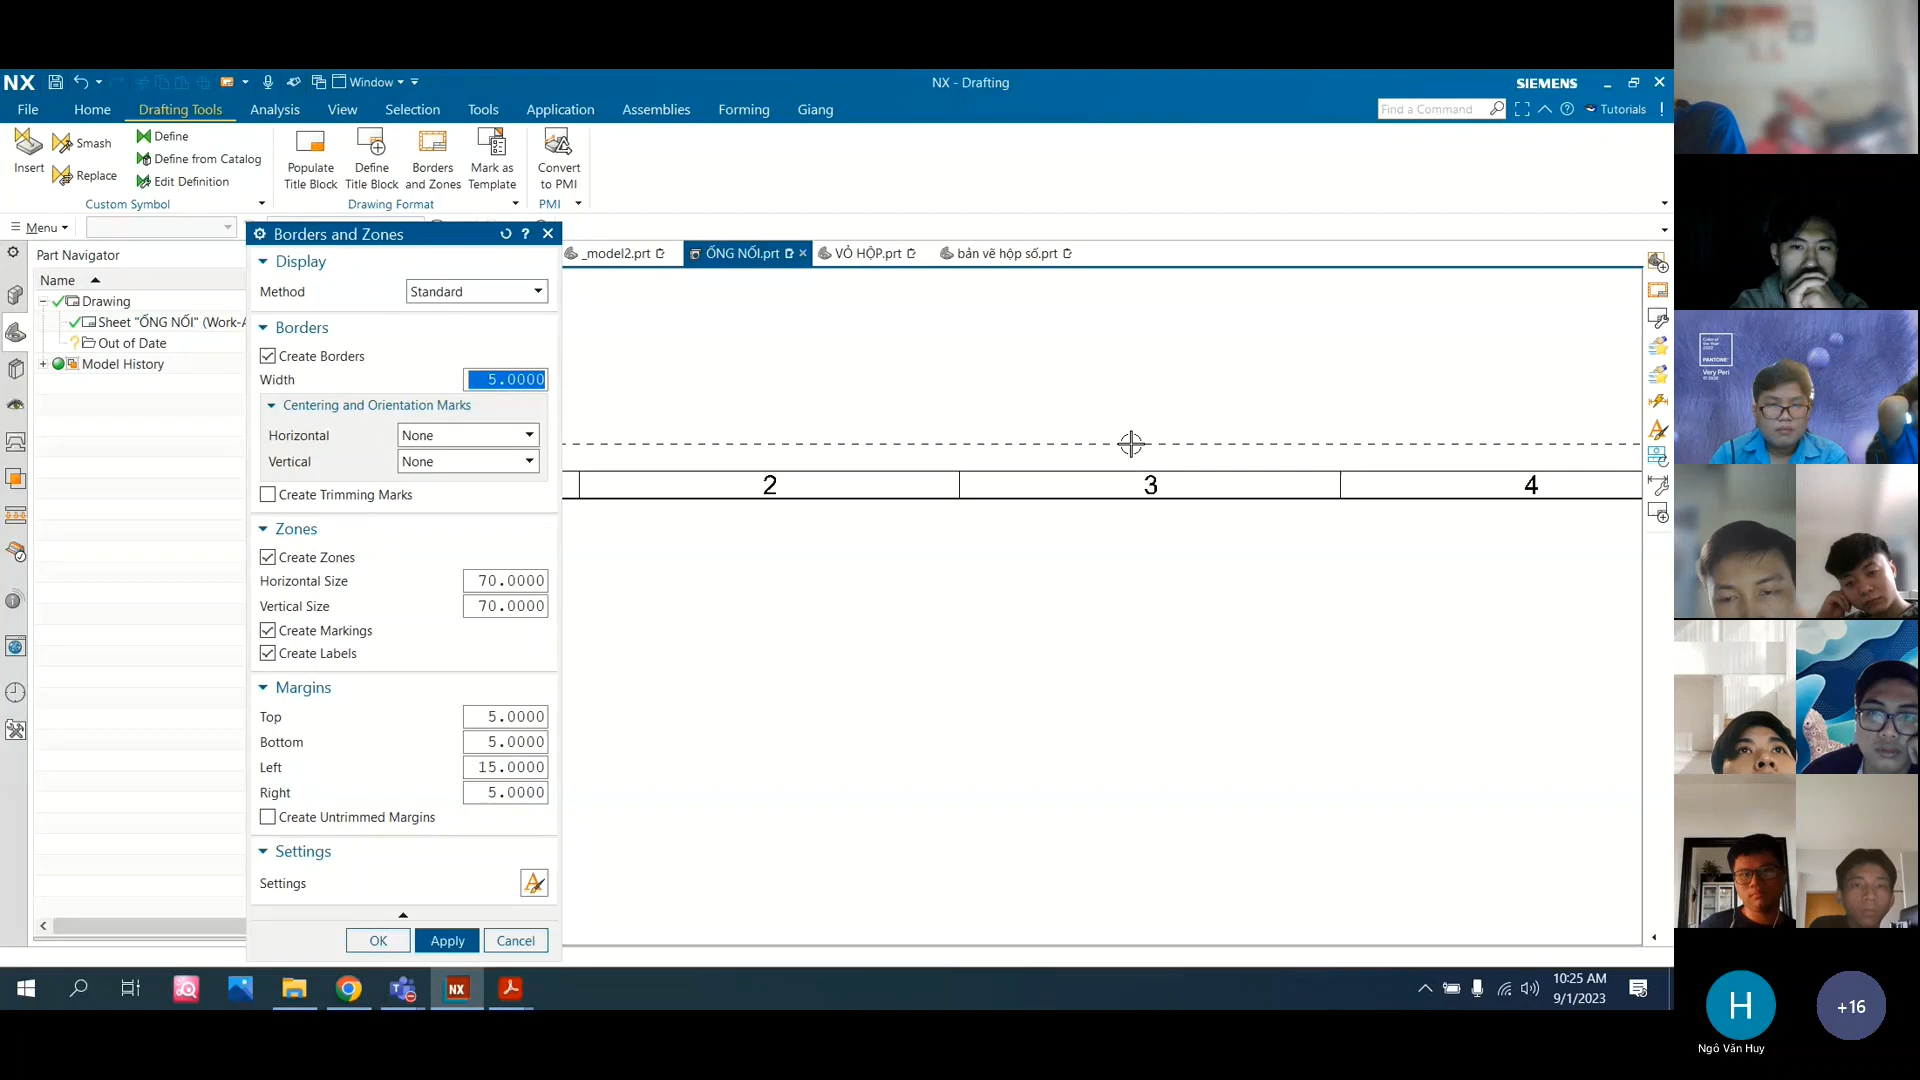 NX
Window
NX - Drafting
SIEMENS
File
Home
Drafting Tools
Analysis
View
Selection
Tools
Application
Assemblies
Forming
Giang
Find a Command
Tutorials
Insert
Smash
Replace
Define
Define from Catalog
Edit Definition
Custom Symbol
Populate
Title Block
Define
Title Block
Borders
and Zones
Mark as
Template
Drawing Format
Convert
to PMI
PMI
Menu
Part Navigator
Name
Drawing
Sheet "ỐNG NỐI" (Work-A
Out of Date
Model History
Borders and Zones
_model2.prt
ỐNG NỐI.prt
VỎ HỘP.prt
bản vẽ hộp số.prt
Display
Method
Standard
Borders
Create Borders
Width
5.0000
Centering and Orientation Marks
Horizontal
None
Vertical
None
Create Trimming Marks
Zones
Create Zones
Horizontal Size
70.0000
Vertical Size
70.0000
Create Markings
Create Labels
Margins
Top
5.0000
Bottom
5.0000
Left
15.0000
Right
5.0000
Create Untrimmed Margins
Settings
Settings
OK
Apply
Cancel
2
3
4
NX
10:25 AM
9/1/2023
PANTONE
Very Peri
H
Ngô Văn Huy
+16